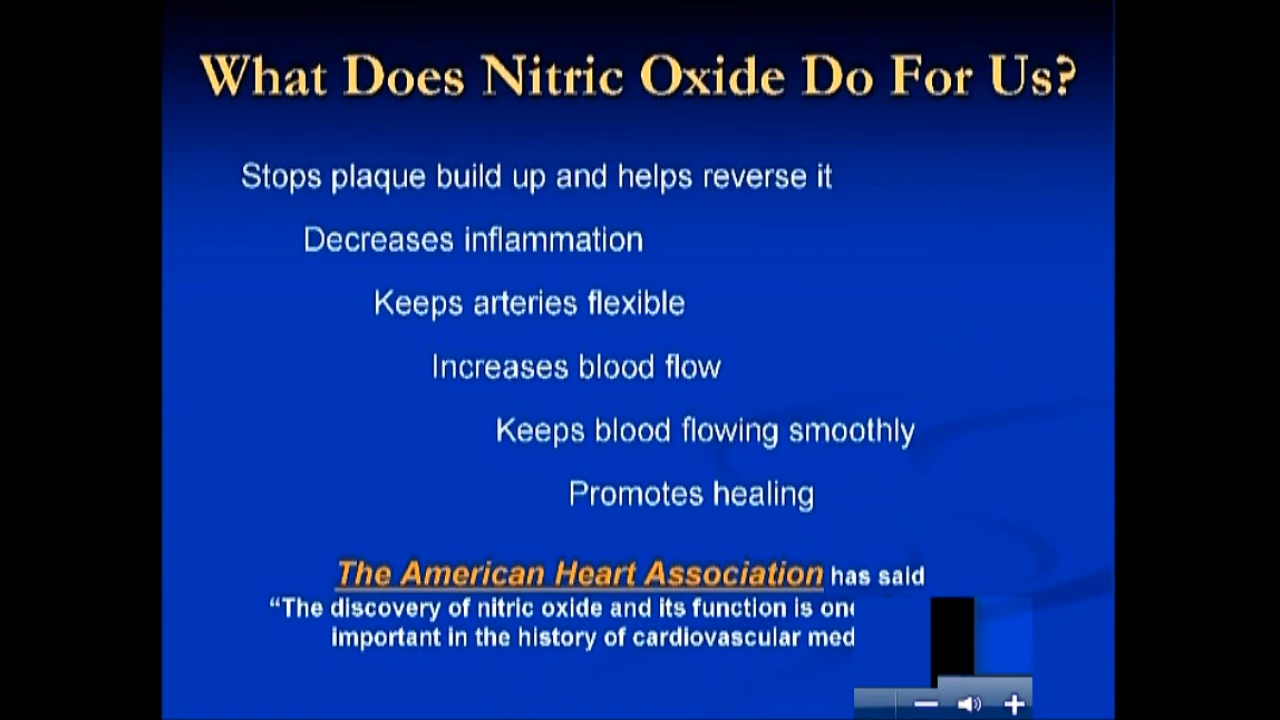 What Does Nitric Oxide Do For Us?
Stops plaque build up and helps reverse it
Decreases inflammation
Keeps arteries flexible
Increases blood flow
Keeps blood flowing smoothly
Promotes healing
The American Heart Association has said
“The discovery of nitric oxide and its function is one
important in the history of cardiovascular med